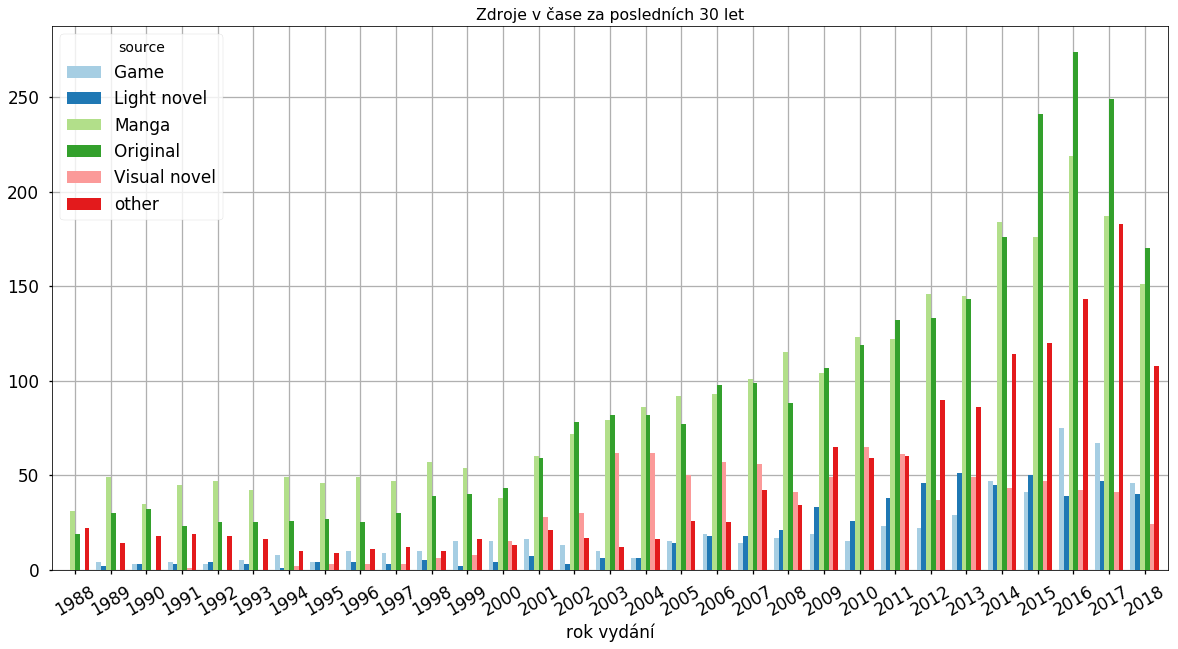 Zdroje v čase za posledních 30 let
source
Game
Light novel
Manga
Original
Visual novel
other
250
200
150
100
50
0
1988 1989 1990 1991 1992 1993 1994 1995 1996 1997 1998 1999 2000 2001 2002 2003 2004 2005 2006 2007 2008 2009 2010 2011 2012 2013 2014 2015 2016 2017 2018
rok vydání